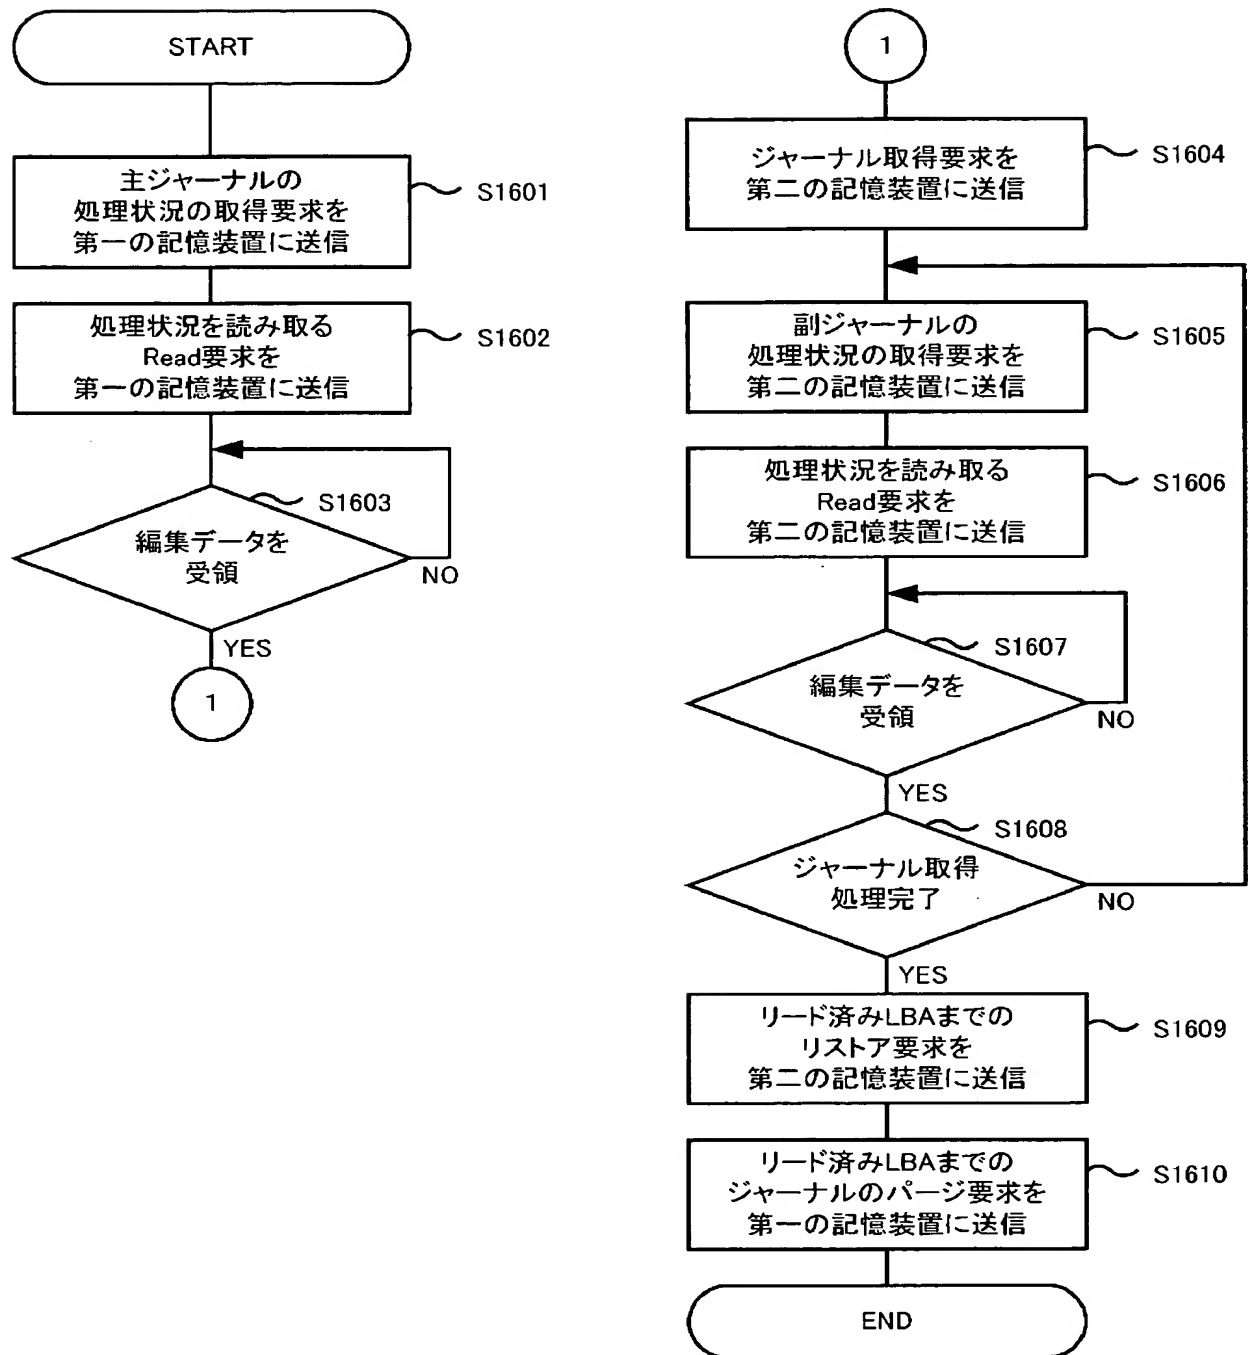 START
主ジャーナルの
処理状況の取得要求を
第一の記憶装置に送信
S1601
処理状況を読み取る
Read要求を
第一の記憶装置に送信
S1602
S1603
編集データを
受領
NO
YES
1
1
ジャーナル取得要求を
第二の記憶装置に送信
S1604
副ジャーナルの
処理状況の取得要求を
第二の記憶装置に送信
S1605
処理状況を読み取る
Read要求を
第二の記憶装置に送信
S1606
S1607
編集データを
受領
NO
YES
S1608
ジャーナル取得
処理完了
NO
YES
リード済みLBAまでの
リストア要求を
第二の記憶装置に送信
S1609
リード済みLBAまでの
ジャーナルのパージ要求を
第一の記憶装置に送信
S1610
END